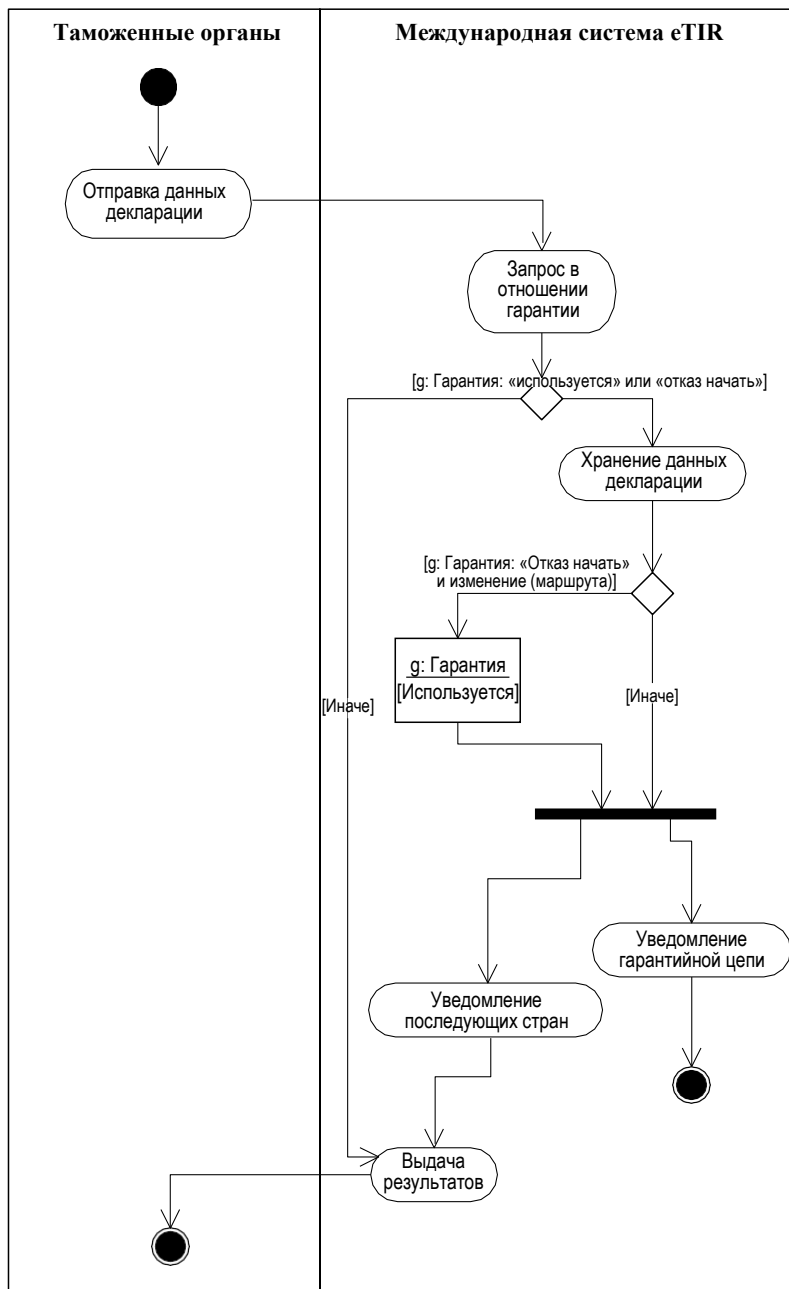 Таможенные органы
Международная система eTIR
Отправка данных
декларации
Запрос в
отношении
гарантии
[g: Гарантия: «используется» или «отказ начать»]
Хранение данных
декларации
[g: Гарантия: «Отказ начать»
и изменение (маршрута)]
g: Гарантия
[Используется]
[Иначе]
[Иначе]
Уведомление
гарантийной цепи
Уведомление
последующих стран
Выдача
результатов